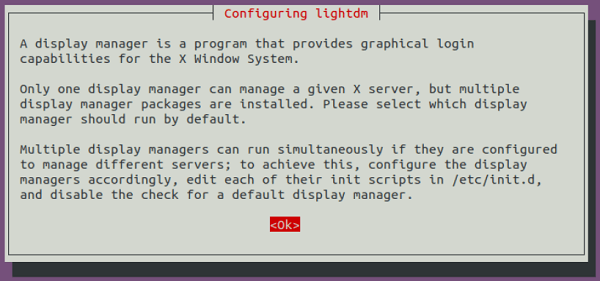 Configuring lightdm
A display manager is a program that provides graphical login
capabilities for the X Window System.
Only one display manager can manage a given X server, but multiple
display manager packages are installed. Please select which display
manager should run by default.
Multiple display managers can run simultaneously if they are configured
to manage different servers; to achieve this, configure the display
managers accordingly, edit each of their init scripts in /etc/init.d,
and disable the check for a default display manager.
<Ok>